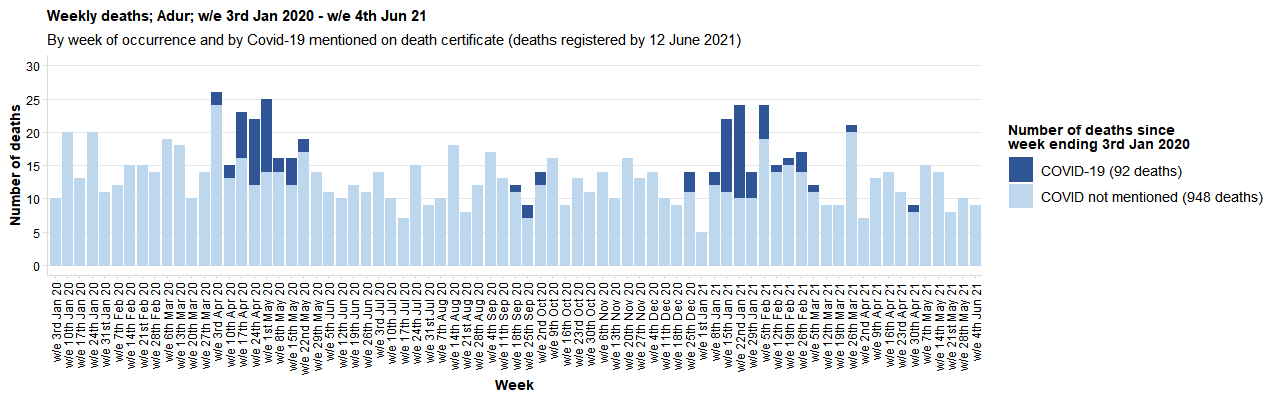 Weekly deaths; Adur; w/e 3rd Jan 2020 - w/e 4th Jun 21
By week of occurrence and by Covid-19 mentioned on death certificate (deaths registered by 12 June 2021)
Number of deaths
30
25
20
15
10
5
0
w/e 3rd Jan 20
w/e 10th Jan 20
w/e 17th Jan 20
w/e 24th Jan 20
w/e 31st Jan 20
w/e 7th Feb 20
w/e 14th Feb 20
w/e 21st Feb 20
w/e 28th Feb 20
w/e 6th Mar 20
w/e 13th Mar 20
w/e 20th Mar 20
w/e 27th Mar 20
w/e 3rd Apr 20
w/e 10th Apr 20
w/e 17th Apr 20
w/e 24th Apr 20
w/e 1st May 20
w/e 8th May 20
w/e 15th May 20
w/e 22nd May 20
w/e 29th May 20
w/e 5th Jun 20
w/e 12th Jun 20
w/e 19th Jun 20
w/e 26th Jun 20
w/e 3rd Jul 20
w/e 10th Jul 20
w/e 17th Jul 20
w/e 24th Jul 20
w/e 31st Jul 20
w/e 7th Aug 20
w/e 14th Aug 20
w/e 21st Aug 20
w/e 28th Aug 20
w/e 4th Sep 20
w/e 11th Sep 20
w/e 18th Sep 20
w/e 25th Sep 20
w/e 2nd Oct 20
w/e 9th Oct 20
w/e 16th Oct 20
w/e 23rd Oct 20
w/e 30th Oct 20
w/e 6th Nov 20
w/e 13th Nov 20
w/e 20th Nov 20
w/e 27th Nov 20
w/e 4th Dec 20
w/e 11th Dec 20
w/e 18th Dec 20
w/e 25th Dec 20
w/e 1st Jan 21
w/e 8th Jan 21
w/e 15th Jan 21
w/e 22nd Jan 21
w/e 29th Jan 21
w/e 5th Feb 21
w/e 12th Feb 21
w/e 19th Feb 21
w/e 26th Feb 21
w/e 5th Mar 21
w/e 12th Mar 21
w/e 19th Mar 21
w/e 26th Mar 21
w/e 2nd Apr 21
w/e 9th Apr 21
w/e 16th Apr 21
w/e 23rd Apr 21
w/e 30th Apr 21
w/e 7th May 21
w/e 14th May 21
w/e 21st May 21
w/e 28th May 21
w/e 4th Jun 21
Week
Number of deaths since
week ending 3rd Jan 2020
COVID-19 (92 deaths)
COVID not mentioned (948 deaths)